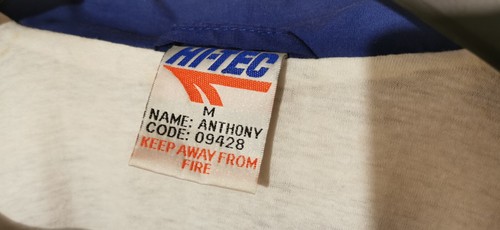 HI-TEC
M
NAME: ANTHONY
CODE: 09428
KEEP AWAY FROM
FIRE